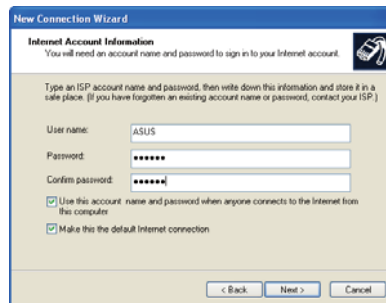 New Connection Wizard
Internet Account Information
You will need an account name and password to sign in to your Internet account.
Type an ISP account name and password, then write down this information and store it in a
safe place. (If you have forgotten an existing account name or password, contact your ISP.)
User name: ASUS
Password: ••••••
Confirm password: ••••••
Use this account name and password when anyone connects to the Internet from
this computer
Make this the default Internet connection
< Back Next > Cancel